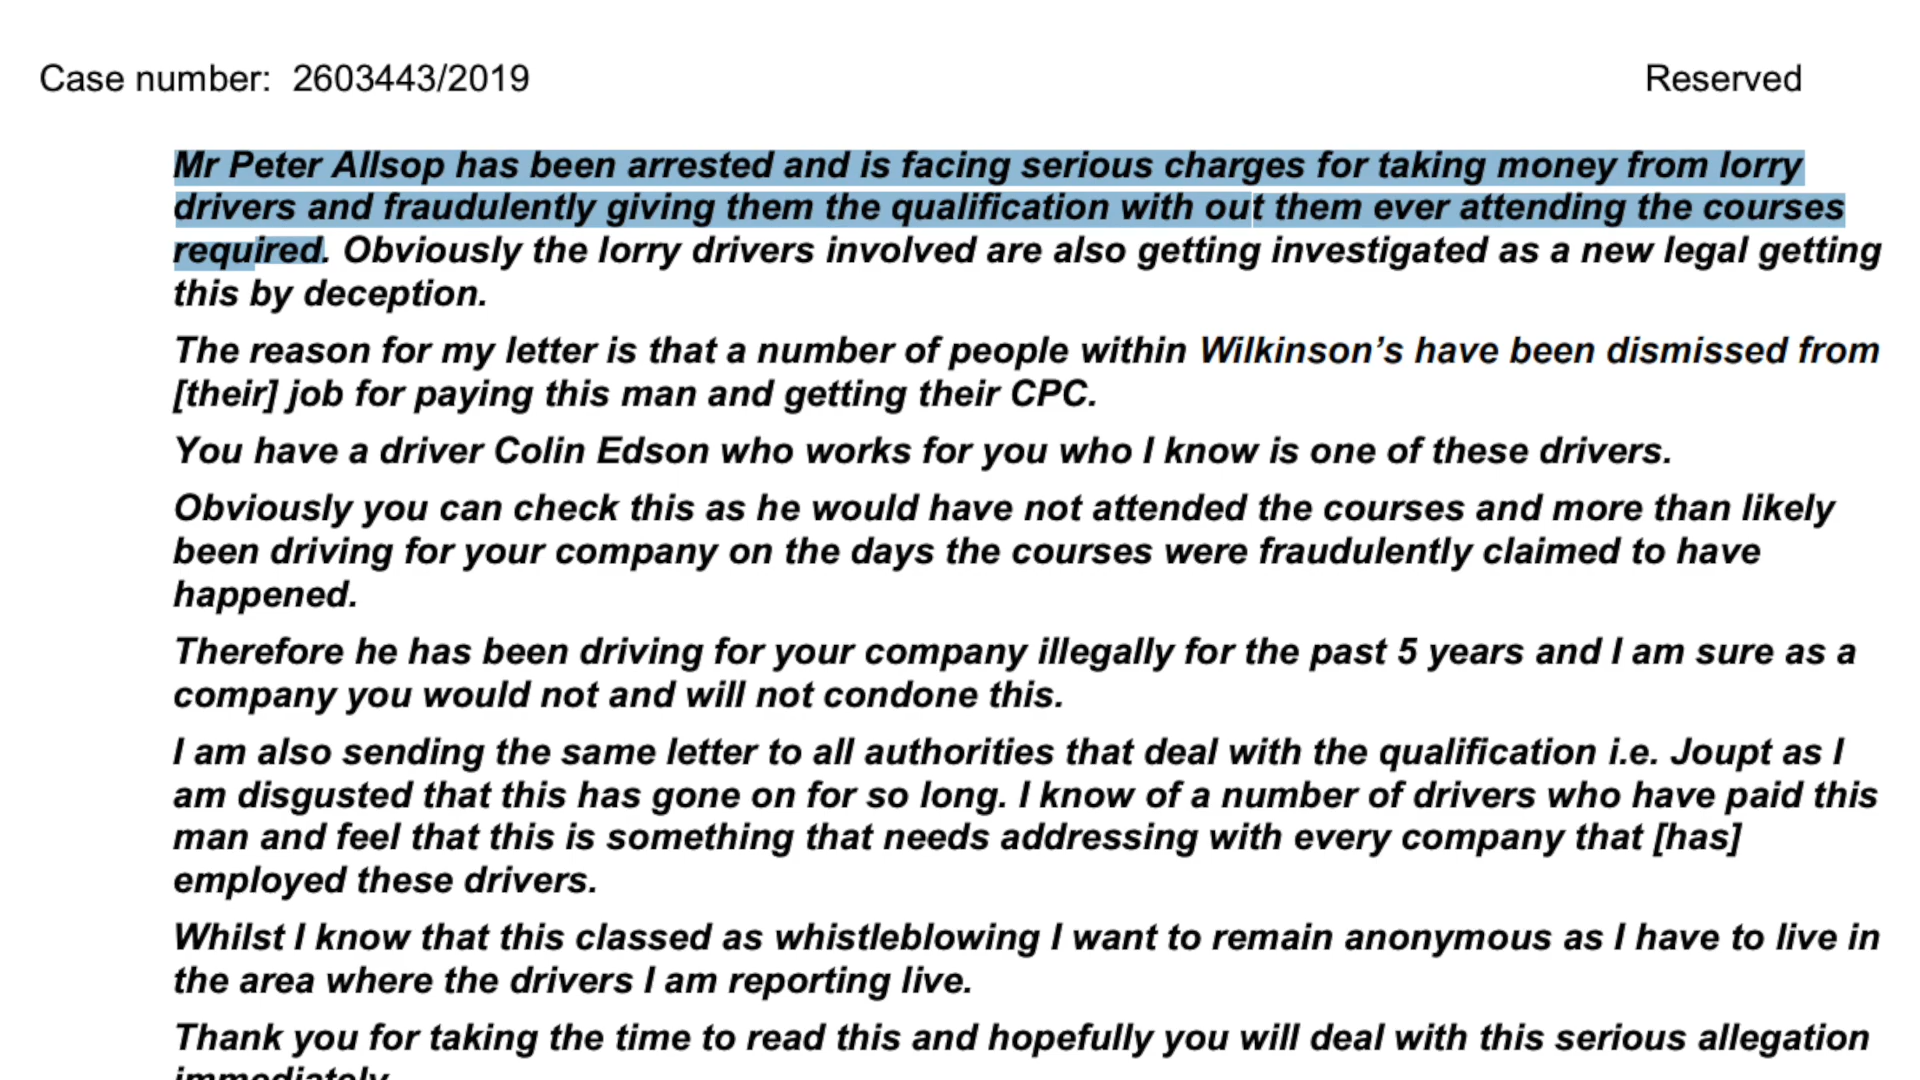 Case number: 2603443/2019 Reserved
Mr Peter Allsop has been arrested and is facing serious charges for taking money from lorry
drivers and fraudulently giving them the qualification with out them ever attending the courses
required. Obviously the lorry drivers involved are also getting investigated as a new legal getting
this by deception.
The reason for my letter is that a number of people within Wilkinson’s have been dismissed from
[their] job for paying this man and getting their CPC.
You have a driver Colin Edson who works for you who I know is one of these drivers.
Obviously you can check this as he would have not attended the courses and more than likely
been driving for your company on the days the courses were fraudulently claimed to have
happened.
Therefore he has been driving for your company illegally for the past 5 years and I am sure as a
company you would not and will not condone this.
I am also sending the same letter to all authorities that deal with the qualification i.e. Joupt as I
am disgusted that this has gone on for so long. I know of a number of drivers who have paid this
man and feel that this is something that needs addressing with every company that [has]
employed these drivers.
Whilst I know that this classed as whistleblowing I want to remain anonymous as I have to live in
the area where the drivers I am reporting live.
Thank you for taking the time to read this and hopefully you will deal with this serious allegation
immediately